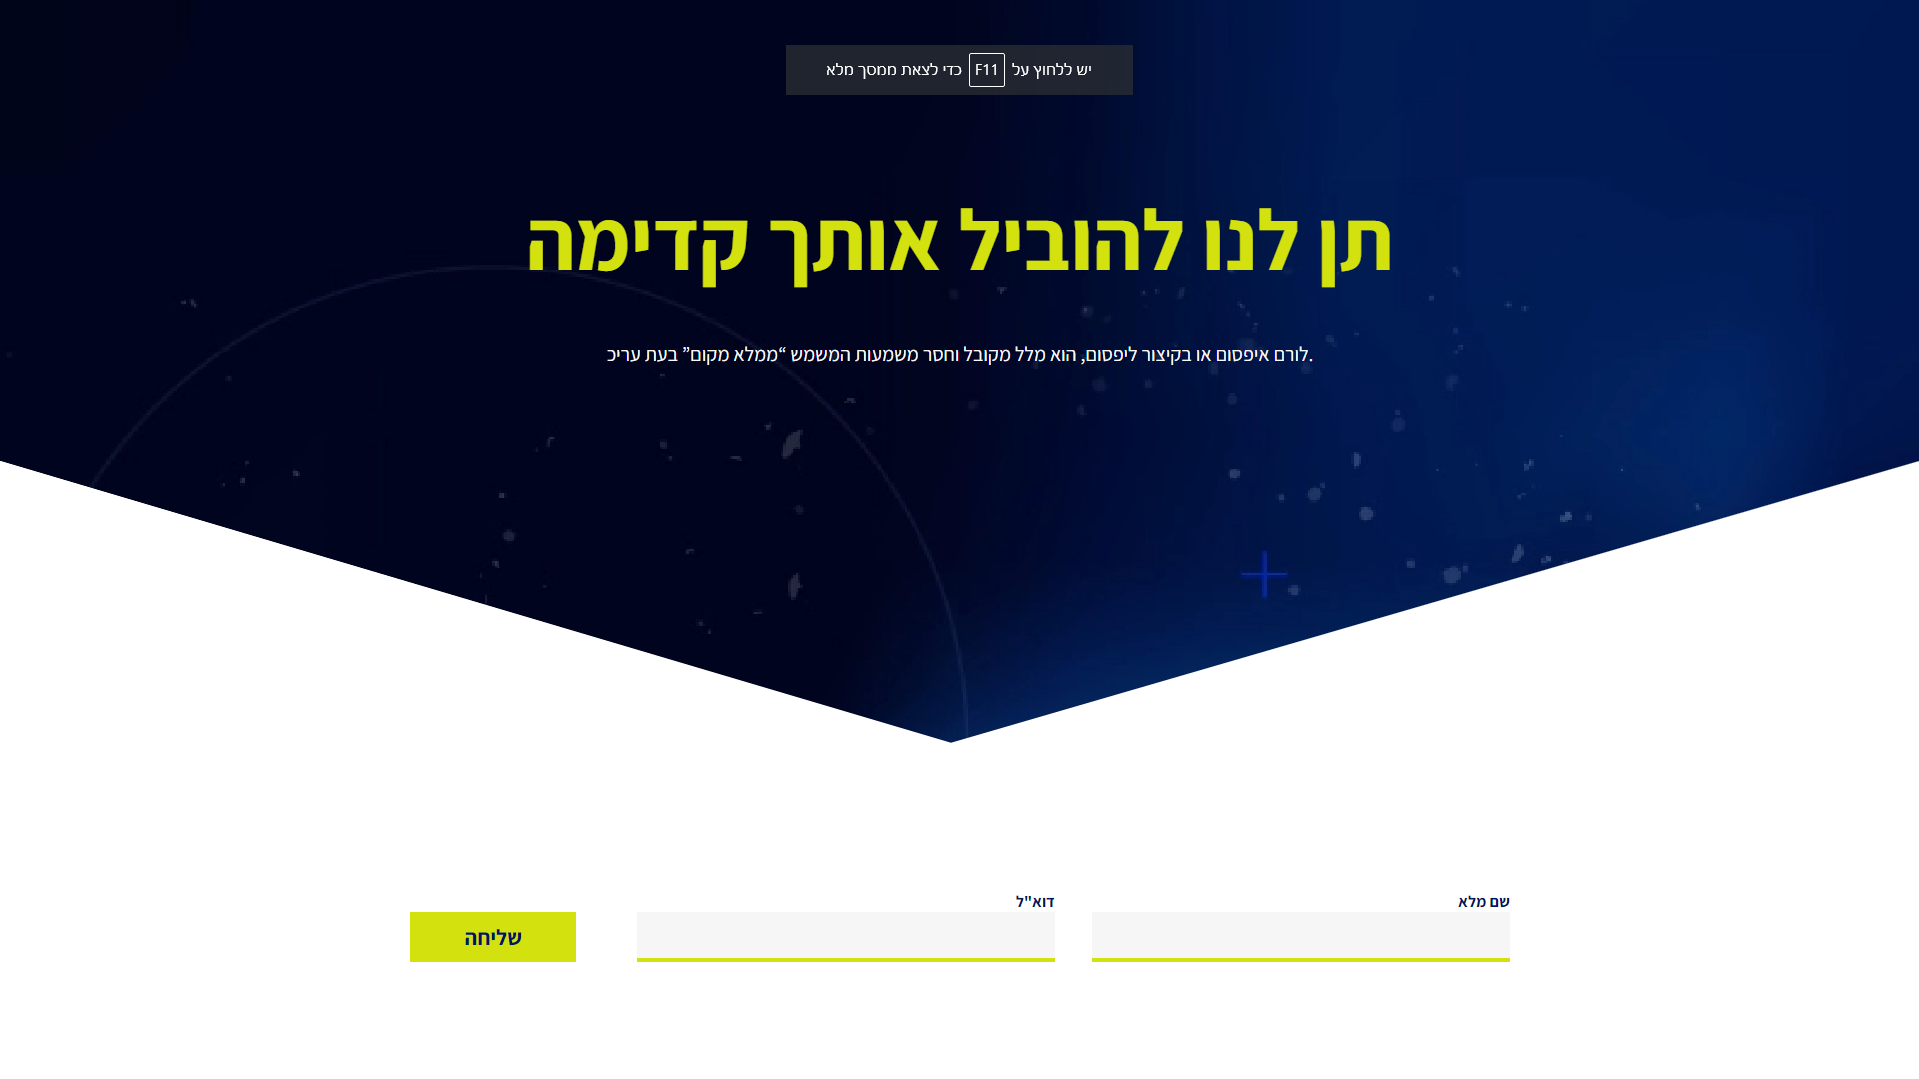 יש ללחוץ על F11 כדי לצאת ממסך מלא
תן לנו להוביל אותך קדימה
לורם איפסום או בקיצור ליפסום, הוא מלל מקובל וחסר משמעות המשמש “ממלא מקום” בעת עריכ.
שם מלא
דוא"ל
שליחה